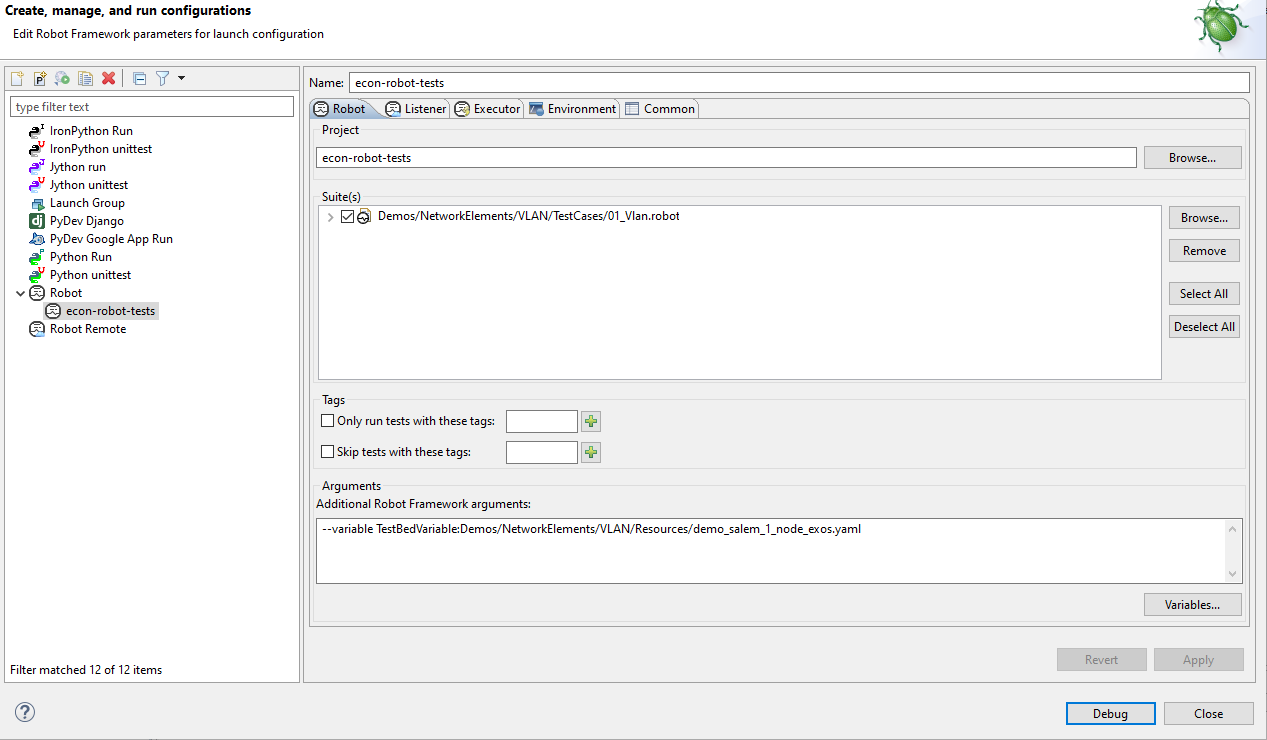 Create, manage, and run configurations
Edit Robot Framework parameters for launch configuration
type filter text
IronPython Run
IronPython unittest
Jython run
Jython unittest
Launch Group
PyDev Django
PyDev Google App Run
Python Run
Python unittest
Robot
econ-robot-tests
Robot Remote
Filter matched 12 of 12 items
Name: econ-robot-tests
Robot Listener Executor Environment Common
Project
econ-robot-tests Browse...
Suite(s)
Demos/NetworkElements/VLAN/TestCases/01_Vlan.robot Browse...
Remove
Select All
Deselect All
Tags
Only run tests with these tags:
Skip tests with these tags:
Arguments
Additional Robot Framework arguments:
--variable TestBedVariable:Demos/NetworkElements/VLAN/Resources/demo_salem_1_node_exos.yaml
Variables...
Revert Apply
Debug Close